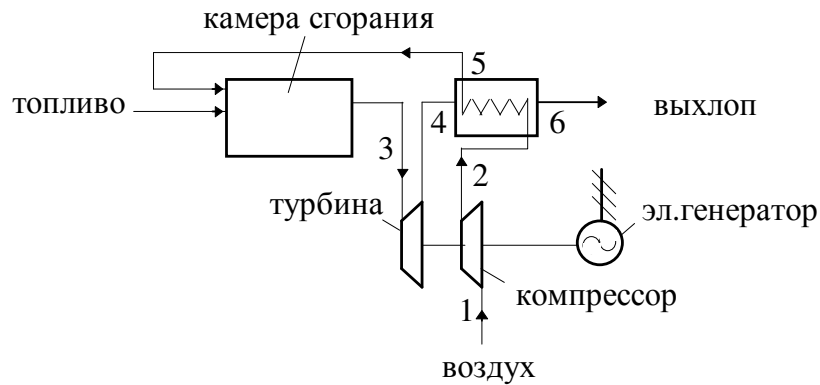 камера сгорания
5
топливо
4
6
выхлоп
3
2
турбина
эл.генератор
компрессор
1
воздух